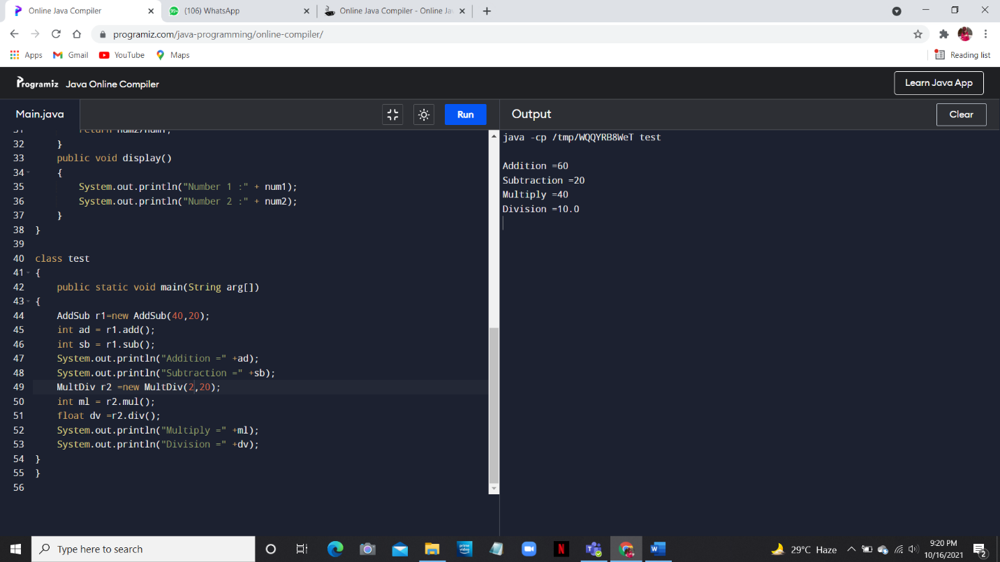 Online Java Compiler
(106) WhatsApp
Online Java Compiler - Online Ja
programiz.com/java-programming/online-compiler/
Apps Gmail YouTube Maps Reading list
Programiz Java Online Compiler Learn Java App
Main.java Run Output Clear
31 return num2/num1;
32 }
33 public void display()
34 {
35 System.out.println("Number 1 :" + num1);
36 System.out.println("Number 2 :" + num2);
37 }
38 }
39
40 class test
41 {
42 public static void main(String arg[])
43 {
44 AddSub r1=new AddSub(40,20);
45 int ad = r1.add();
46 int sb = r1.sub();
47 System.out.println("Addition =" +ad);
48 System.out.println("Subtraction =" +sb);
49 MultDiv r2 =new MultDiv(2,20);
50 int ml = r2.mul();
51 float dv =r2.div();
52 System.out.println("Multiply =" +ml);
53 System.out.println("Division =" +dv);
54 }
55 }
56
java -cp /tmp/WQQYRB8WeT test
Addition =60
Subtraction =20
Multiply =40
Division =10.0
Type here to search
29°C Haze
9:20 PM
10/16/2021
2